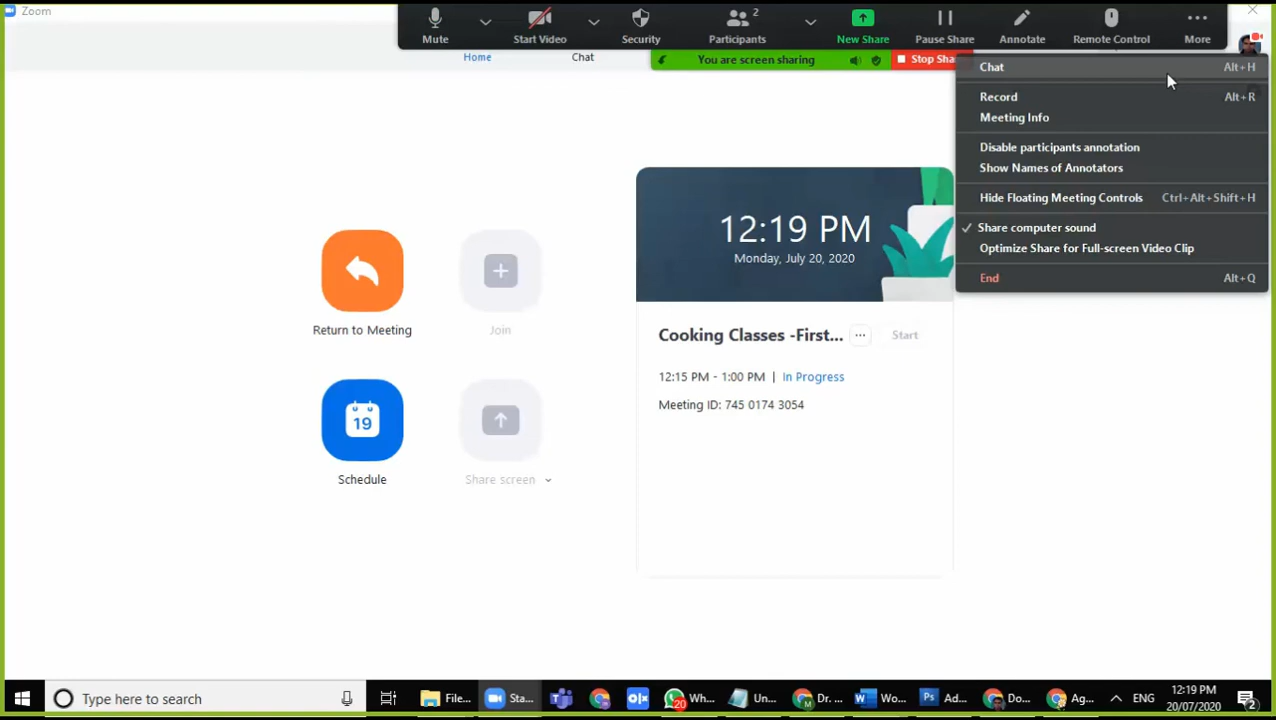 Zoom
Mute
Start Video
Security
Participants
2
New Share
Pause Share
Annotate
Remote Control
More
Home
Chat
You are screen sharing
Stop Sha
Chat Alt+H
Record Alt+R
Meeting Info
Disable participants annotation
Show Names of Annotators
Hide Floating Meeting Controls Ctrl+Alt+Shift+H
Share computer sound
Optimize Share for Full-screen Video Clip
End Alt+Q
12:19 PM
Monday, July 20, 2020
Return to Meeting
Join
Cooking Classes -First...
Start
12:15 PM - 1:00 PM | In Progress
Meeting ID: 745 0174 3054
19
Schedule
Share screen
Type here to search
File...
Sta...
Wh...
20
Un...
Dr. ...
Wo...
Ad...
Do...
Ag...
ENG
12:19 PM
20/07/2020
2